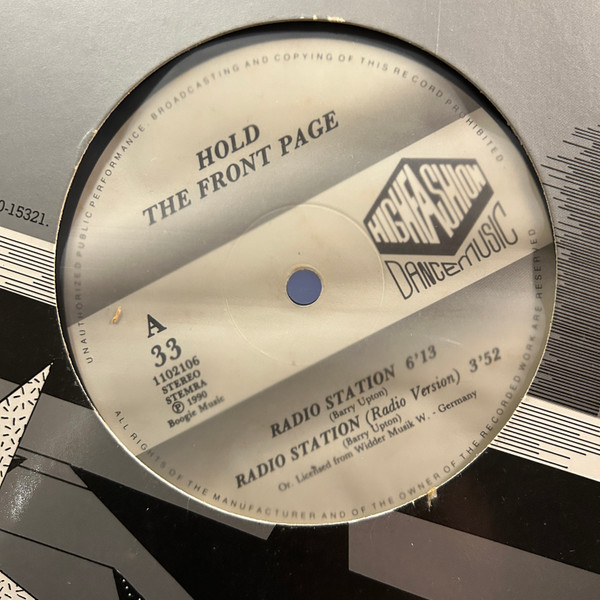 UNAUTHORIZED PUBLIC PERFORMANCE · BROADCASTING AND COPYING OF THIS RECORD PROHIBITED.
HOLD
THE FRONT PAGE
HIGH FASHION
DANCE MUSIC
0-15321.
A
33
1102106
STEREO
STEMRA
℗ 1990
Boogie Music
RADIO STATION 6'13
(Barry Upton)
RADIO STATION (Radio Version) 3'52
(Barry Upton)
Or. Licensed from Widder Musik W. - Germany
ALL RIGHTS OF THE MANUFACTURER AND OF THE OWNER OF THE RECORDED WORK ARE RESERVED.